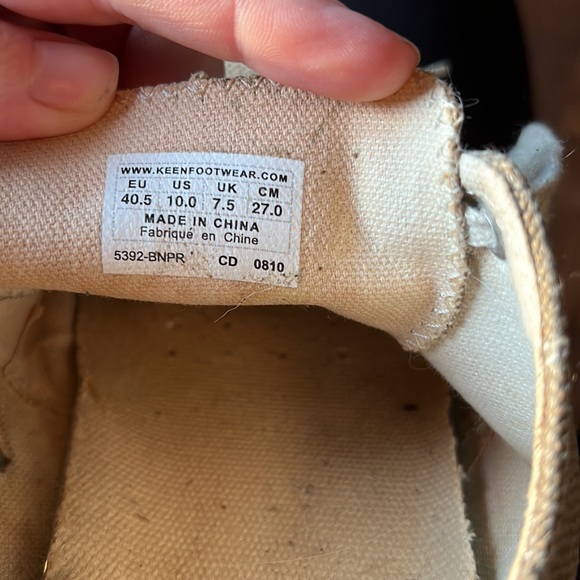 WWW.KEENFOOTWEAR.COM
EU US UK CM
40.5 10.0 7.5 27.0
MADE IN CHINA
Fabriqué en Chine
5392-BNPR CD 0810